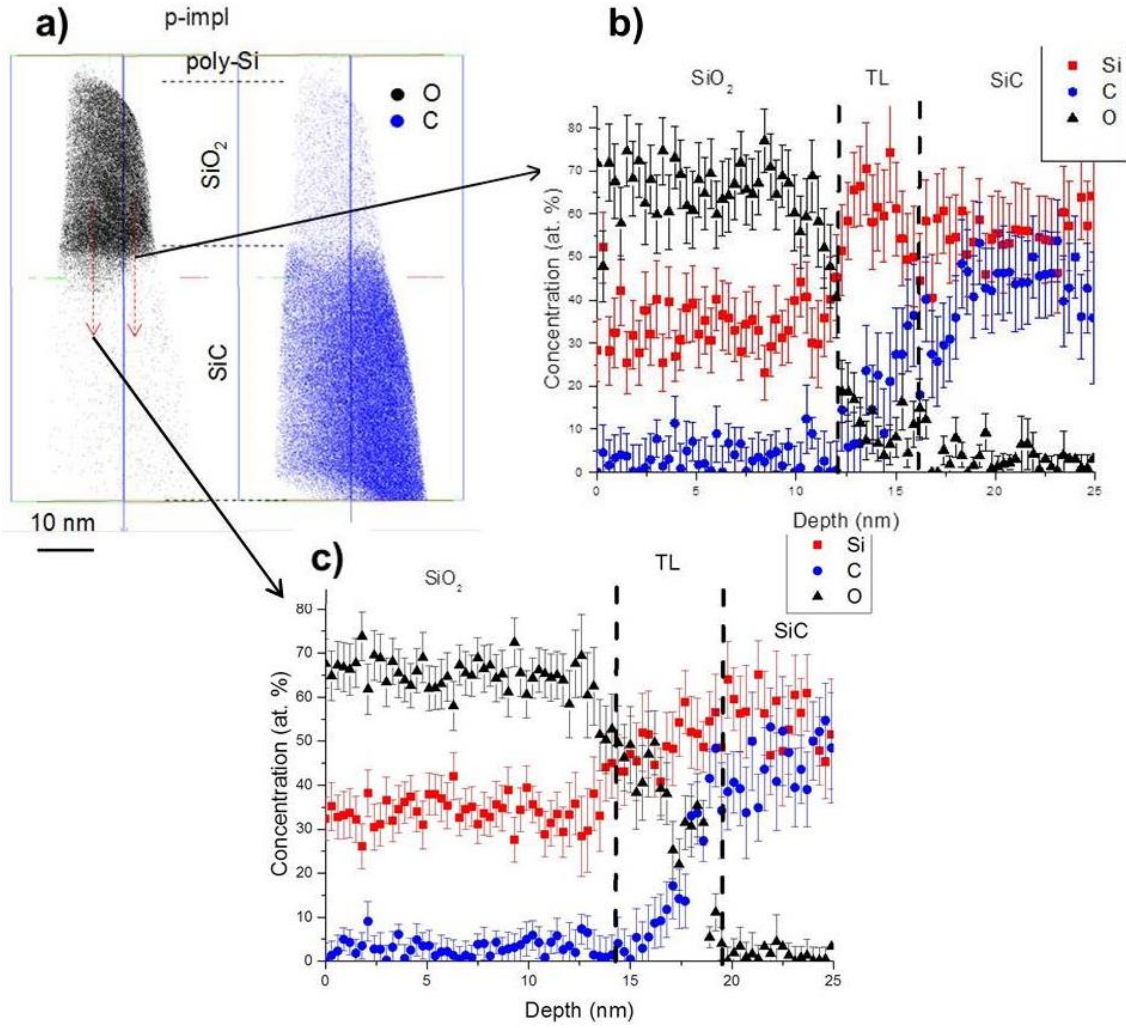 a)
p-impl
poly-Si
O
C
SiO₂
SiC
10 nm
b)
SiO₂
TL
SiC
Si
C
O
Concentration (at. %)
80
70
60
50
40
30
20
10
0
0
5
10
15
20
25
Depth (nm)
c)
SiO₂
TL
SiC
Si
C
O
Concentration (at. %)
80
70
60
50
40
30
20
10
0
0
5
10
15
20
25
Depth (nm)